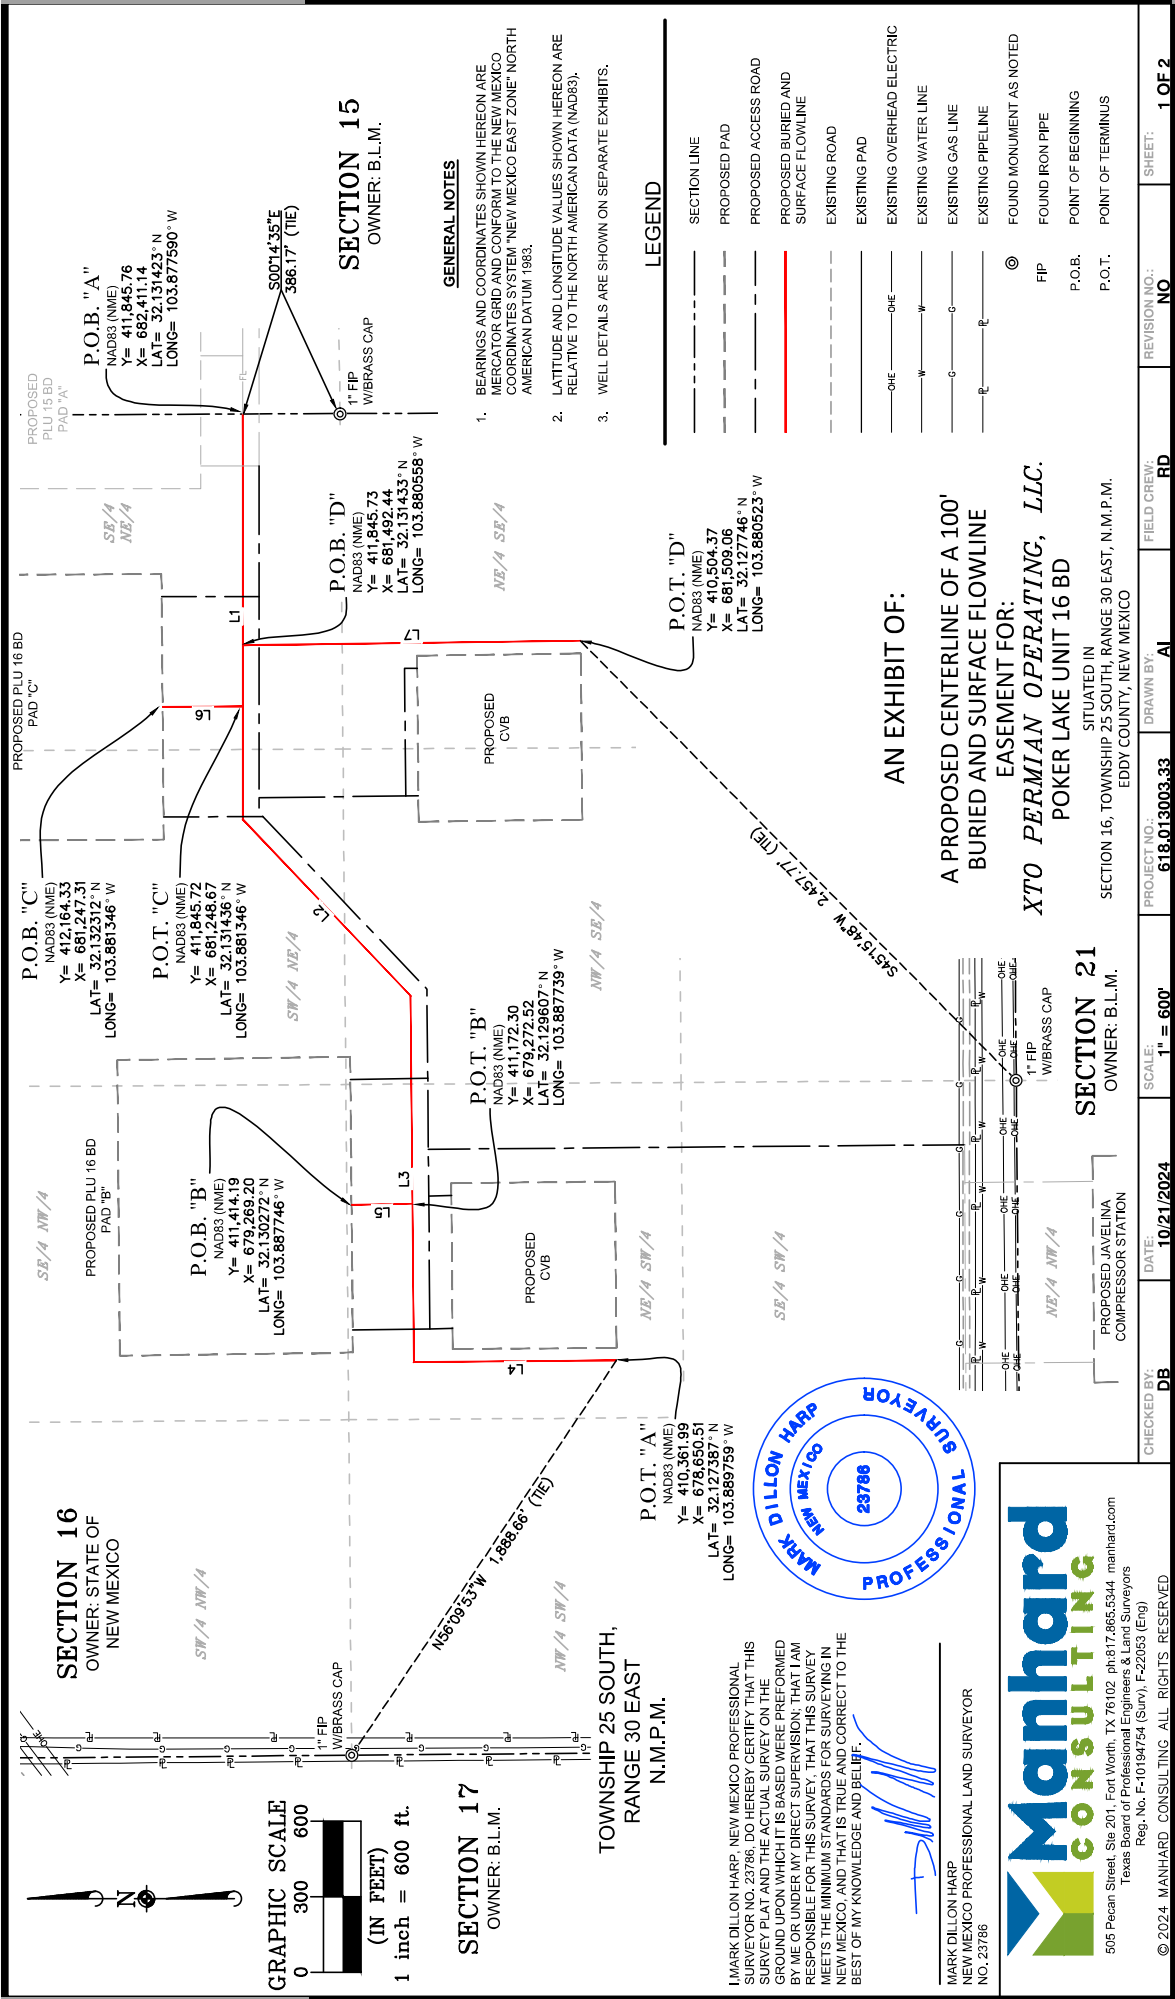 SECTION 16
OWNER: STATE OF
NEW MEXICO
SW/4 NW/4
SE/4 NW/4
PROPOSED PLU 16 BD
PAD "B"
P.O.B. "B"
NAD83 (NME)
Y= 411,414.19
X= 679,269.20
LAT= 32.130272° N
LONG= 103.887746° W
P.O.B. "C"
NAD83 (NME)
Y= 412,164.33
X= 681,247.31
LAT= 32.132312° N
LONG= 103.881346° W
P.O.T. "C"
NAD83 (NME)
Y= 411,845.72
X= 681,248.67
LAT= 32.131436° N
LONG= 103.881346° W
SW/4 NE/4
PROPOSED PLU 16 BD
PAD "C"
SE/4
NE/4
PROPOSED
PLU 15 BD
PAD "A"
P.O.B. "A"
NAD83 (NME)
Y= 411,845.76
X= 682,411.14
LAT= 32.131423° N
LONG= 103.877590° W
S00°14'35"E
386.17' (TIE)
FL
1" FIP
W/BRASS CAP
SECTION 15
OWNER: B.L.M.
P.O.B. "D"
NAD83 (NME)
Y= 411,845.73
X= 681,492.44
LAT= 32.131433° N
LONG= 103.880558° W
L1
L2
L3
L4
L5
L6
L7
P.O.T. "B"
NAD83 (NME)
Y= 411,172.30
X= 679,272.52
LAT= 32.129607° N
LONG= 103.887739° W
PROPOSED
CVB
PROPOSED
CVB
NE/4 SE/4
NW/4 SE/4
NE/4 SW/4
NW/4 SW/4
SE/4 SW/4
NE/4 NW/4
P.O.T. "D"
NAD83 (NME)
Y= 410,504.37
X= 681,509.06
LAT= 32.127746° N
LONG= 103.880523° W
S45°15'48"W 2,457.77' (TIE)
P.O.T. "A"
NAD83 (NME)
Y= 410,361.99
X= 678,650.51
LAT= 32.127387° N
LONG= 103.889759° W
N56°09'53"W 1,888.66' (TIE)
1" FIP
W/BRASS CAP
1" FIP
W/BRASS CAP
SECTION 21
OWNER: B.L.M.
PROPOSED JAVELINA
COMPRESSOR STATION
N
GRAPHIC SCALE
0 300 600
(IN FEET)
1 inch = 600 ft.
SECTION 17
OWNER: B.L.M.
TOWNSHIP 25 SOUTH,
RANGE 30 EAST
N.M.P.M.
GENERAL NOTES
1. BEARINGS AND COORDINATES SHOWN HEREON ARE
MERCATOR GRID AND CONFORM TO THE NEW MEXICO
COORDINATES SYSTEM "NEW MEXICO EAST ZONE" NORTH
AMERICAN DATUM 1983.
2. LATITUDE AND LONGITUDE VALUES SHOWN HEREON ARE
RELATIVE TO THE NORTH AMERICAN DATA (NAD83).
3. WELL DETAILS ARE SHOWN ON SEPARATE EXHIBITS.
LEGEND
SECTION LINE
PROPOSED PAD
PROPOSED ACCESS ROAD
PROPOSED BURIED AND
SURFACE FLOWLINE
EXISTING ROAD
EXISTING PAD
OHE OHE EXISTING OVERHEAD ELECTRIC
W W EXISTING WATER LINE
G G EXISTING GAS LINE
PL PL EXISTING PIPELINE
FOUND MONUMENT AS NOTED
FIP FOUND IRON PIPE
P.O.B. POINT OF BEGINNING
P.O.T. POINT OF TERMINUS
AN EXHIBIT OF:
A PROPOSED CENTERLINE OF A 100'
BURIED AND SURFACE FLOWLINE
EASEMENT FOR:
XTO PERMIAN OPERATING, LLC.
POKER LAKE UNIT 16 BD
SITUATED IN
SECTION 16, TOWNSHIP 25 SOUTH, RANGE 30 EAST, N.M.P.M.
EDDY COUNTY, NEW MEXICO
I, MARK DILLON HARP, NEW MEXICO PROFESSIONAL
SURVEYOR NO. 23786, DO HEREBY CERTIFY THAT THIS
SURVEY PLAT AND THE ACTUAL SURVEY ON THE
GROUND UPON WHICH IT IS BASED WERE PREFORMED
BY ME OR UNDER MY DIRECT SUPERVISION; THAT I AM
RESPONSIBLE FOR THIS SURVEY, THAT THIS SURVEY
MEETS THE MINIMUM STANDARDS FOR SURVEYING IN
NEW MEXICO, AND THAT IS TRUE AND CORRECT TO THE
BEST OF MY KNOWLEDGE AND BELIEF.
MARK DILLON HARP
NEW MEXICO PROFESSIONAL LAND SURVEYOR
NO. 23786
MARK DILLON HARP
NEW MEXICO
23786
PROFESSIONAL SURVEYOR
Manhard
CONSULTING
505 Pecan Street, Ste 201, Fort Worth, TX 76102 ph:817.865.5344 manhard.com
Texas Board of Professional Engineers & Land Surveyors
Reg. No. F-10194754 (Surv), F-22053 (Eng)
© 2024 MANHARD CONSULTING ALL RIGHTS RESERVED
CHECKED BY: DB
DATE: 10/21/2024
SCALE: 1" = 600'
PROJECT NO.: 618.013003.33
DRAWN BY: AI
FIELD CREW: RD
REVISION NO.: NO
SHEET: 1 OF 2